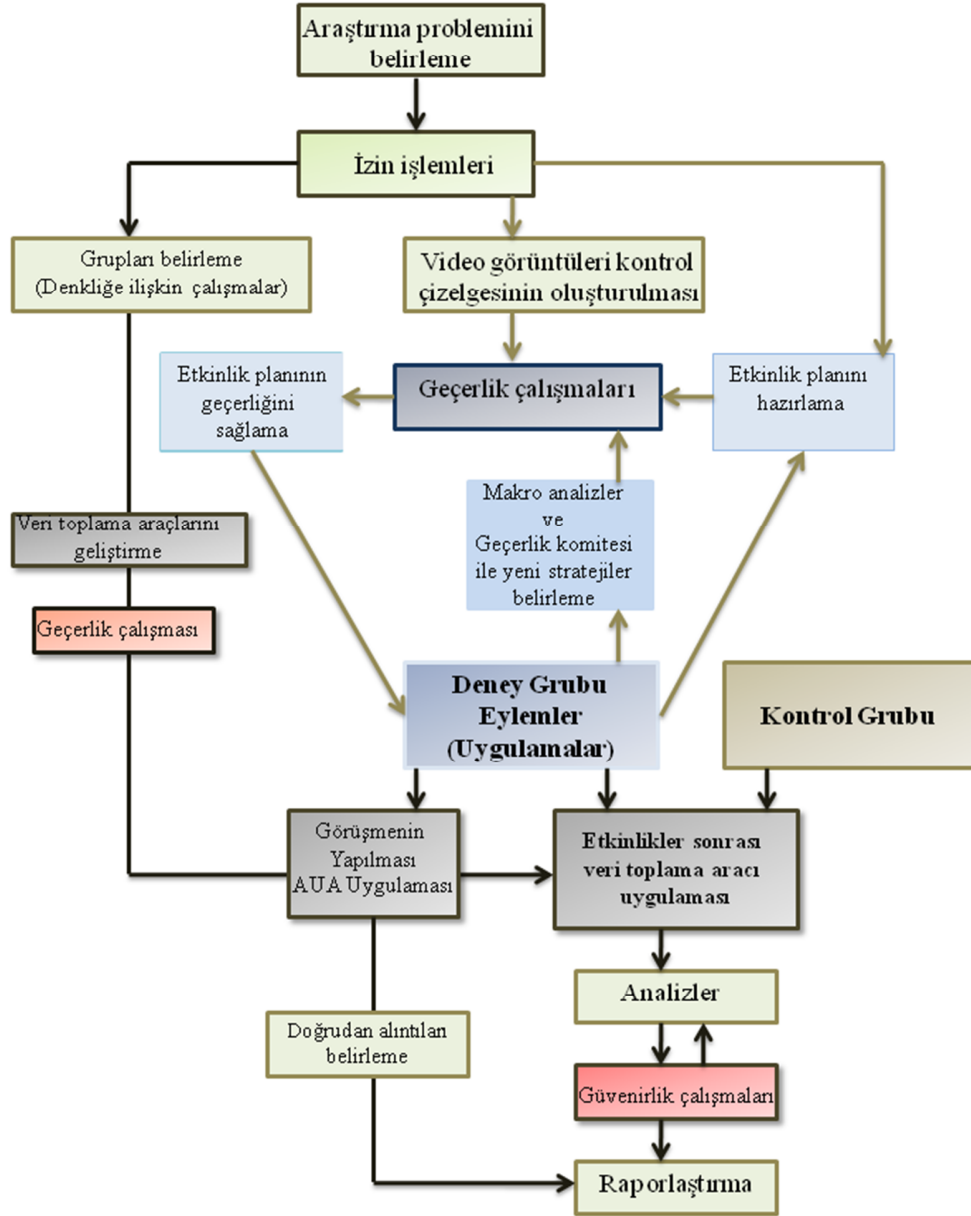 Araştırma problemini
belirleme
İzin işlemleri
Grupları belirleme
(Denkliğe ilişkin çalışmalar)
Video görüntüleri kontrol
çizelgesinin oluşturulması
Etkinlik planının
geçerliğini
sağlama
Geçerlik çalışmaları
Etkinlik planını
hazırlama
Makro analizler
ve
Geçerlik komitesi
ile yeni stratejiler
belirleme
Veri toplama araçlarını
geliştirme
Geçerlik çalışması
Deney Grubu
Eylemler
(Uygulamalar)
Kontrol Grubu
Görüşmenin
Yapılması
AUA Uygulaması
Etkinlikler sonrası
veri toplama aracı
uygulaması
Analizler
Doğrudan alıntıları
belirleme
Güvenirlik çalışmaları
Raporlaştırma